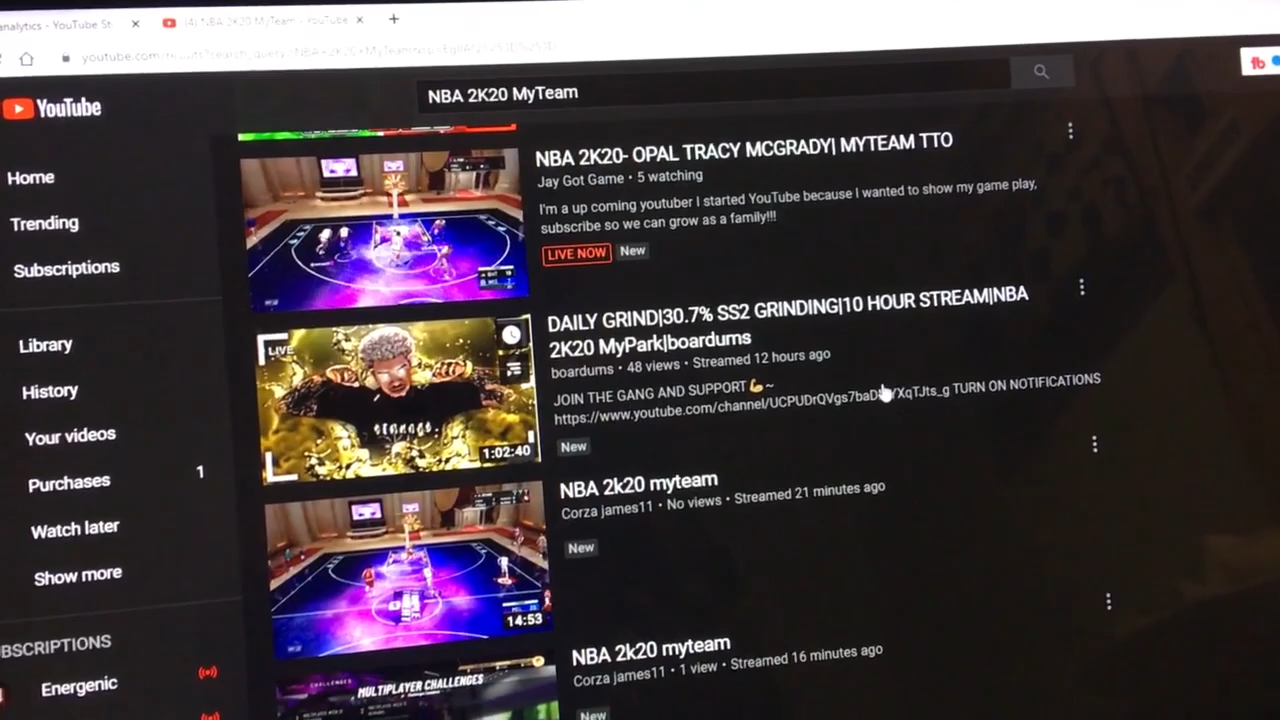 analytics - YouTube St
(4) NBA 2K20 MyTeam - YouTube
YouTube
NBA 2K20 MyTeam
Home
Trending
Subscriptions
Library
History
Your videos
Purchases 1
Watch later
Show more
BSCRIPTIONS
Energenic
NBA 2K20- OPAL TRACY MCGRADY| MYTEAM TTO
Jay Got Game • 5 watching
I'm a up coming youtuber I started YouTube because I wanted to show my game play,
subscribe so we can grow as a family!!!
LIVE NOW New
LIVE
1:02:40
DAILY GRIND|30.7% SS2 GRINDING|10 HOUR STREAM|NBA
2K20 MyPark|boardums
boardums • 48 views • Streamed 12 hours ago
JOIN THE GANG AND SUPPORT💪~
TURN ON NOTIFICATIONS
New
14:53
NBA 2k20 myteam
Corza james11 • No views • Streamed 21 minutes ago
New
MULTIPLAYER CHALLENGES
NBA 2k20 myteam
Corza james11 • 1 view • Streamed 16 minutes ago
New